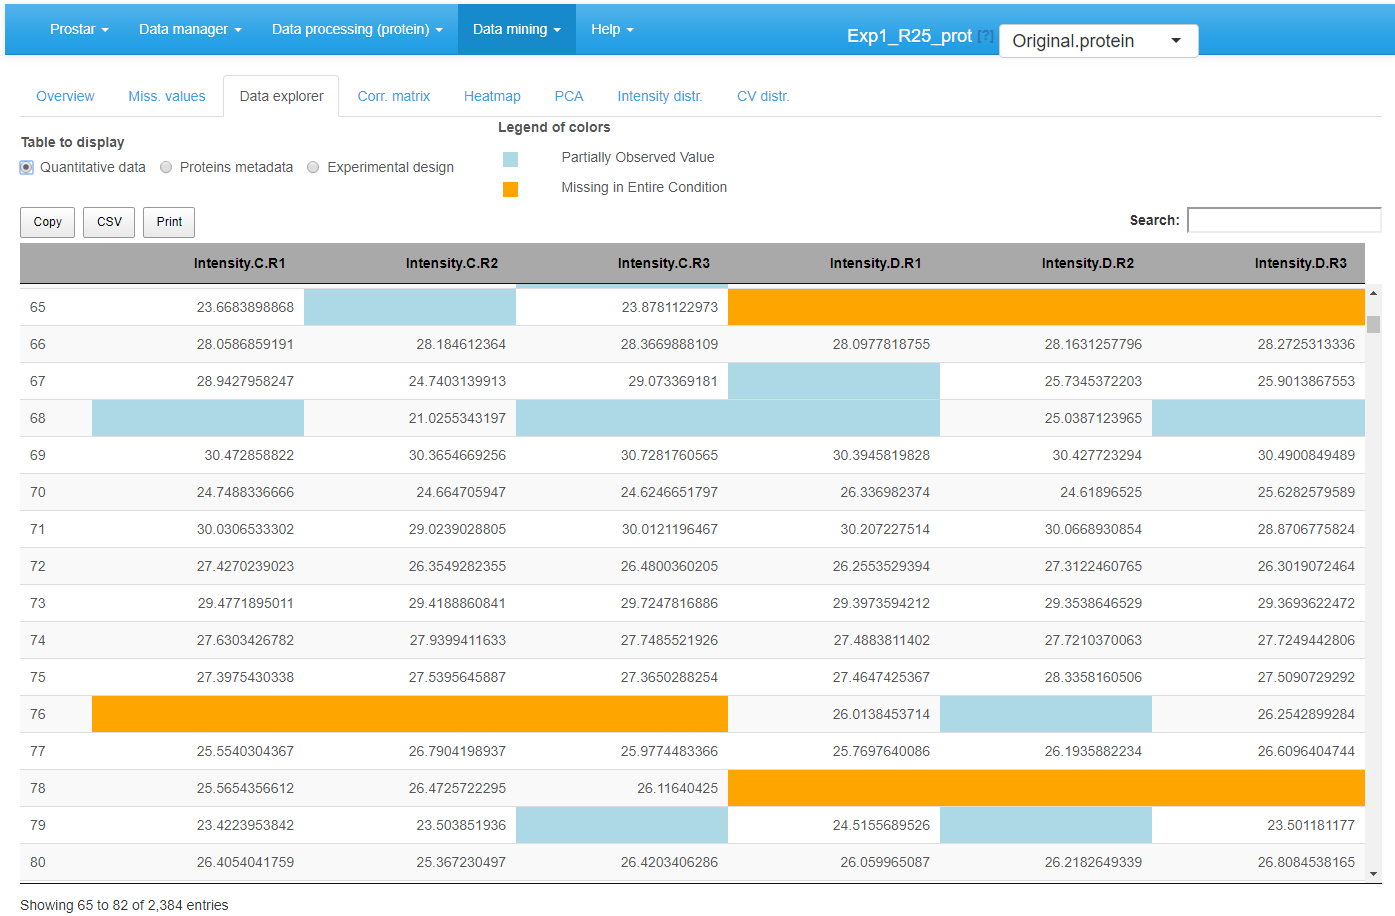 Prostar Data manager Data processing (protein) Data mining Help Exp1_R25_prot [?] Original.protein
Overview Miss. values Data explorer Corr. matrix Heatmap PCA Intensity distr. CV distr.
Table to display
Quantitative data Proteins metadata Experimental design
Legend of colors
Partially Observed Value
Missing in Entire Condition
Copy CSV Print Search:
Intensity.C.R1 Intensity.C.R2 Intensity.C.R3 Intensity.D.R1 Intensity.D.R2 Intensity.D.R3
65 23.6683898868 23.8781122973
66 28.0586859191 28.184612364 28.3669888109 28.0977818755 28.1631257796 28.2725313336
67 28.9427958247 24.7403139913 29.073369181 25.7345372203 25.9013867553
68 21.0255343197 25.0387123965
69 30.472858822 30.3654669256 30.7281760565 30.3945819828 30.427723294 30.4900849489
70 24.7488336666 24.664705947 24.6246651797 26.336982374 24.61896525 25.6282579589
71 30.0306533302 29.0239028805 30.0121196467 30.207227514 30.0668930854 28.8706775824
72 27.4270239023 26.3549282355 26.4800360205 26.2553529394 27.3122460765 26.3019072464
73 29.4771895011 29.4188860841 29.7247816886 29.3973594212 29.3538646529 29.3693622472
74 27.6303426782 27.9399411633 27.7485521926 27.4883811402 27.7210370063 27.7249442806
75 27.3975430338 27.5395645887 27.3650288254 27.4647425367 28.3358160506 27.5090729292
76 26.0138453714 26.2542899284
77 25.5540304367 26.7904198937 25.9774483366 25.7697640086 26.1935882234 26.6096404744
78 25.5654356612 26.4725722295 26.11640425
79 23.4223953842 23.503851936 24.5155689526 23.501181177
80 26.4054041759 25.367230497 26.4203406286 26.059965087 26.2182649339 26.8084538165
Showing 65 to 82 of 2,384 entries